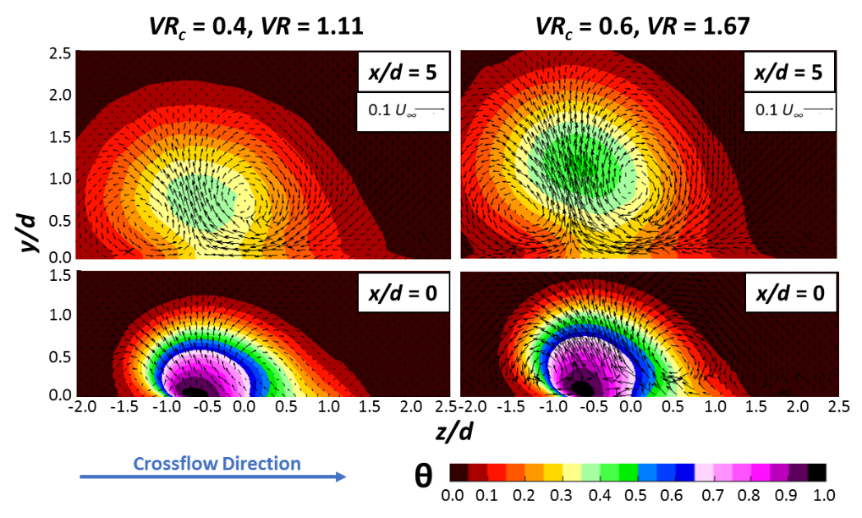 VRc = 0.4, VR = 1.11
VRc = 0.6, VR = 1.67
2.5
2.0
1.5
1.0
0.5
0.0
x/d = 5
0.1 U∞
x/d = 5
0.1 U∞
y/d
1.5
1.0
0.5
0.0
x/d = 0
x/d = 0
-2.0 -1.5 -1.0 -0.5 0.0 0.5 1.0 1.5 2.0 2.5
-2.0 -1.5 -1.0 -0.5 0.0 0.5 1.0 1.5 2.0 2.5
z/d
Crossflow Direction
θ
0.0 0.1 0.2 0.3 0.4 0.5 0.6 0.7 0.8 0.9 1.0